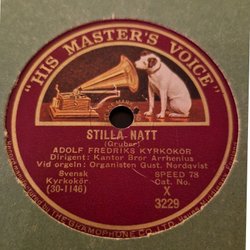 "HIS MASTER'S VOICE"
STILLA NATT
(Gruber)
ADOLF FREDRIKS KYRKOKÖR
Dirigent: Kantor Bror Arrhenius
Vid orgeln: Organisten Gust. Nordqvist
Svensk SPEED 78
Kyrkokör Cat. No.
(30-1146) X
3229
THE GRAMOPHONE CO.